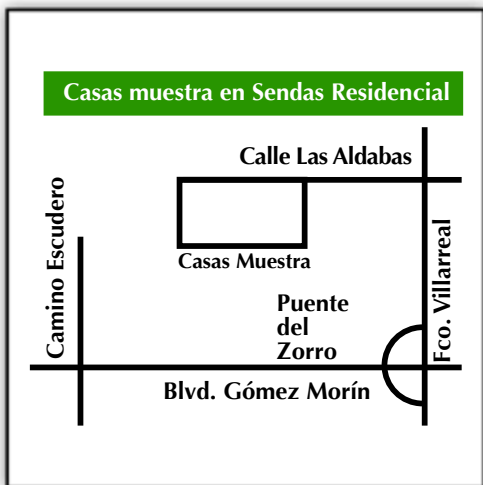 Casas muestra en Sendas Residencial
Calle Las Aldabas
Camino Escudero
Casas Muestra
Fco. Villarreal
Puente
del
Zorro
Blvd. Gómez Morín